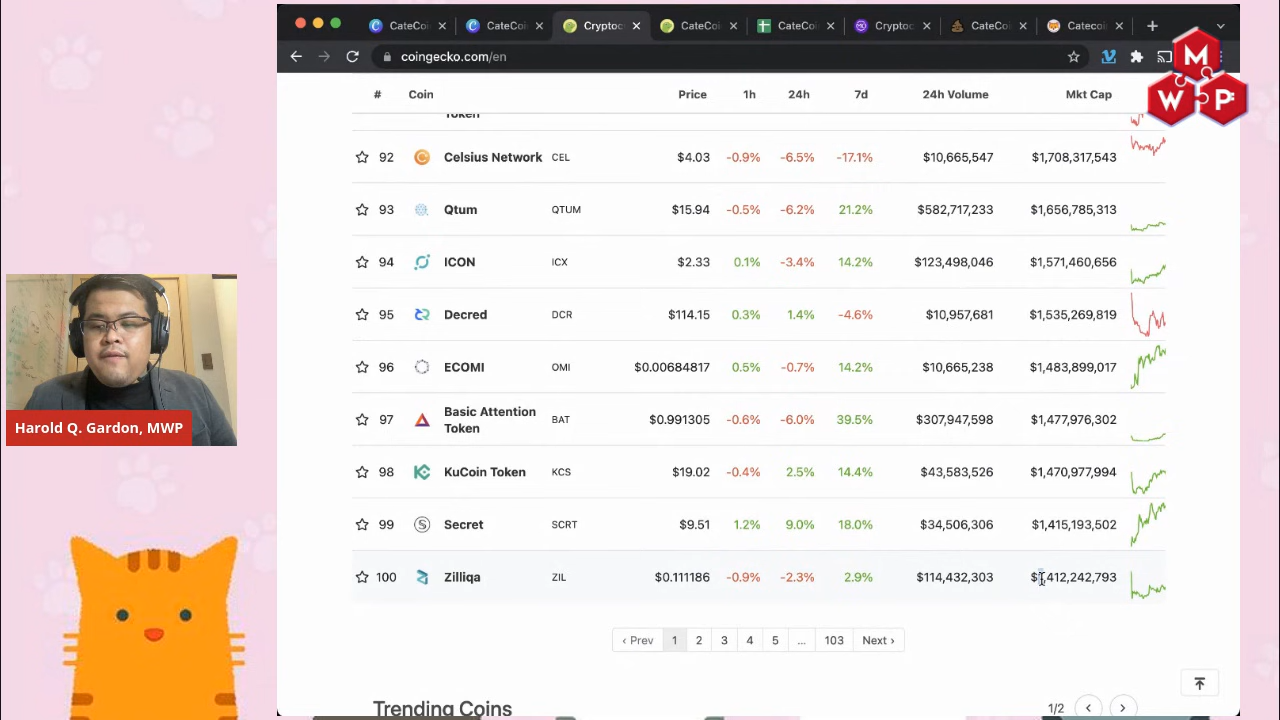 CateCoin
CateCoin
Cryptoc
CateCoin
CateCoin
Cryptoc
CateCoin
Catecoin
coingecko.com/en
M
W P
# Coin Price 1h 24h 7d 24h Volume Mkt Cap
Token
92 Celsius Network CEL $4.03 -0.9% -6.5% -17.1% $10,665,547 $1,708,317,543
93 Qtum QTUM $15.94 -0.5% -6.2% 21.2% $582,717,233 $1,656,785,313
94 ICON ICX $2.33 0.1% -3.4% 14.2% $123,498,046 $1,571,460,656
95 Decred DCR $114.15 0.3% 1.4% -4.6% $10,957,681 $1,535,269,819
96 ECOMI OMI $0.00684817 0.5% -0.7% 14.2% $10,665,238 $1,483,899,017
97 Basic Attention Token BAT $0.991305 -0.6% -6.0% 39.5% $307,947,598 $1,477,976,302
98 KuCoin Token KCS $19.02 -0.4% 2.5% 14.4% $43,583,526 $1,470,977,994
99 Secret SCRT $9.51 1.2% 9.0% 18.0% $34,506,306 $1,415,193,502
100 Zilliqa ZIL $0.111186 -0.9% -2.3% 2.9% $114,432,303 $1,412,242,793
‹ Prev 1 2 3 4 5 ... 103 Next ›
Trending Coins 1/2
Harold Q. Gardon, MWP